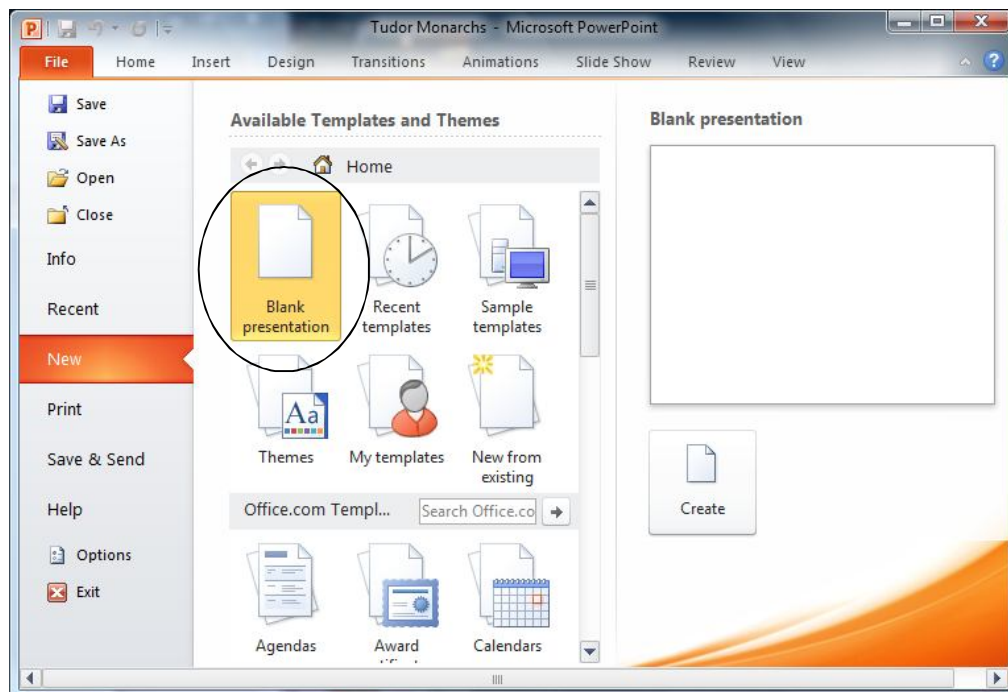 Tudor Monarchs - Microsoft PowerPoint
File Home Insert Design Transitions Animations Slide Show Review View
Save
Save As
Open
Close
Info
Recent
New
Print
Save & Send
Help
Options
Exit
Available Templates and Themes
Home
Blank
presentation
Recent
templates
Sample
templates
Aa
Themes
My templates
New from
existing
Office.com Templ...
Search Office.co
Agendas
Award
Calendars
Blank presentation
Create